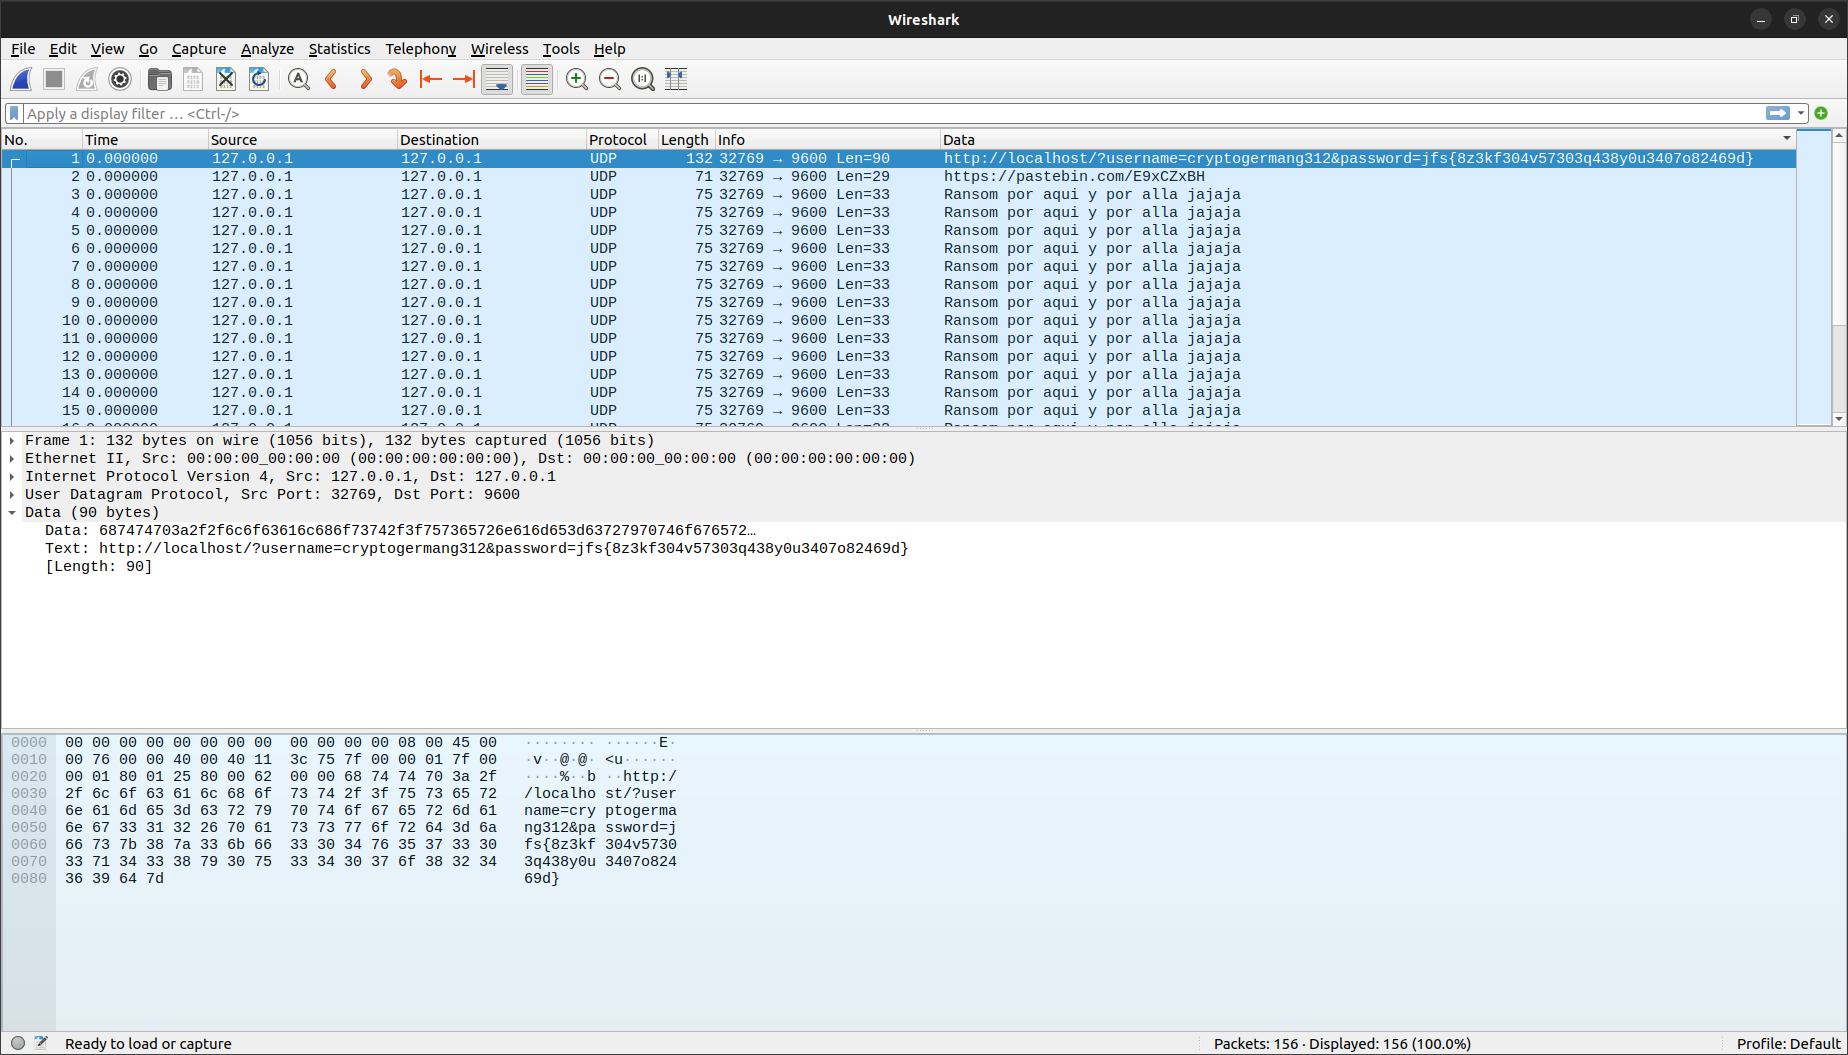 Wireshark
File Edit View Go Capture Analyze Statistics Telephony Wireless Tools Help
Apply a display filter … <Ctrl-/>
No. Time Source Destination Protocol Length Info Data
1 0.000000 127.0.0.1 127.0.0.1 UDP 132 32769 → 9600 Len=90 http://localhost/?username=cryptogermang312&password=jfs{8z3kf304v57303q438y0u3407o82469d}
2 0.000000 127.0.0.1 127.0.0.1 UDP 71 32769 → 9600 Len=29 https://pastebin.com/E9xCZxBH
3 0.000000 127.0.0.1 127.0.0.1 UDP 75 32769 → 9600 Len=33 Ransom por aqui y por alla jajaja
4 0.000000 127.0.0.1 127.0.0.1 UDP 75 32769 → 9600 Len=33 Ransom por aqui y por alla jajaja
5 0.000000 127.0.0.1 127.0.0.1 UDP 75 32769 → 9600 Len=33 Ransom por aqui y por alla jajaja
6 0.000000 127.0.0.1 127.0.0.1 UDP 75 32769 → 9600 Len=33 Ransom por aqui y por alla jajaja
7 0.000000 127.0.0.1 127.0.0.1 UDP 75 32769 → 9600 Len=33 Ransom por aqui y por alla jajaja
8 0.000000 127.0.0.1 127.0.0.1 UDP 75 32769 → 9600 Len=33 Ransom por aqui y por alla jajaja
9 0.000000 127.0.0.1 127.0.0.1 UDP 75 32769 → 9600 Len=33 Ransom por aqui y por alla jajaja
10 0.000000 127.0.0.1 127.0.0.1 UDP 75 32769 → 9600 Len=33 Ransom por aqui y por alla jajaja
11 0.000000 127.0.0.1 127.0.0.1 UDP 75 32769 → 9600 Len=33 Ransom por aqui y por alla jajaja
12 0.000000 127.0.0.1 127.0.0.1 UDP 75 32769 → 9600 Len=33 Ransom por aqui y por alla jajaja
13 0.000000 127.0.0.1 127.0.0.1 UDP 75 32769 → 9600 Len=33 Ransom por aqui y por alla jajaja
14 0.000000 127.0.0.1 127.0.0.1 UDP 75 32769 → 9600 Len=33 Ransom por aqui y por alla jajaja
15 0.000000 127.0.0.1 127.0.0.1 UDP 75 32769 → 9600 Len=33 Ransom por aqui y por alla jajaja
Frame 1: 132 bytes on wire (1056 bits), 132 bytes captured (1056 bits)
Ethernet II, Src: 00:00:00_00:00:00 (00:00:00:00:00:00), Dst: 00:00:00_00:00:00 (00:00:00:00:00:00)
Internet Protocol Version 4, Src: 127.0.0.1, Dst: 127.0.0.1
User Datagram Protocol, Src Port: 32769, Dst Port: 9600
Data (90 bytes)
Data: 687474703a2f2f6c6f63616c686f73742f3f757365726e616d653d63727970746f676572…
Text: http://localhost/?username=cryptogermang312&password=jfs{8z3kf304v57303q438y0u3407o82469d}
[Length: 90]
0000 00 00 00 00 00 00 00 00 00 00 00 00 08 00 45 00 ········ ······E·
0010 00 76 00 00 40 00 40 11 3c 75 7f 00 00 01 7f 00 ·v··@·@· <u······
0020 00 01 80 01 25 80 00 62 00 00 68 74 74 70 3a 2f ····%··b ··http:/
0030 2f 6c 6f 63 61 6c 68 6f 73 74 2f 3f 75 73 65 72 /localho st/?user
0040 6e 61 6d 65 3d 63 72 79 70 74 6f 67 65 72 6d 61 name=cry ptogerma
0050 6e 67 33 31 32 26 70 61 73 73 77 6f 72 64 3d 6a ng312&pa ssword=j
0060 66 73 7b 38 7a 33 6b 66 33 30 34 76 35 37 33 30 fs{8z3kf 304v5730
0070 33 71 34 33 38 79 30 75 33 34 30 37 6f 38 32 34 3q438y0u 3407o824
0080 36 39 64 7d 69d}
Ready to load or capture
Packets: 156 · Displayed: 156 (100.0%)
Profile: Default